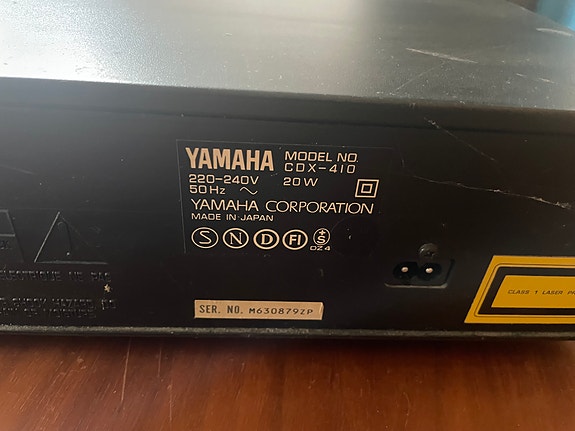 YAMAHA MODEL NO.
CDX-410
220-240V 20W
50Hz
YAMAHA CORPORATION
MADE IN JAPAN
S N D FI +S
DZ4
CLASS 1 LASER
SER. NO. M630879ZP